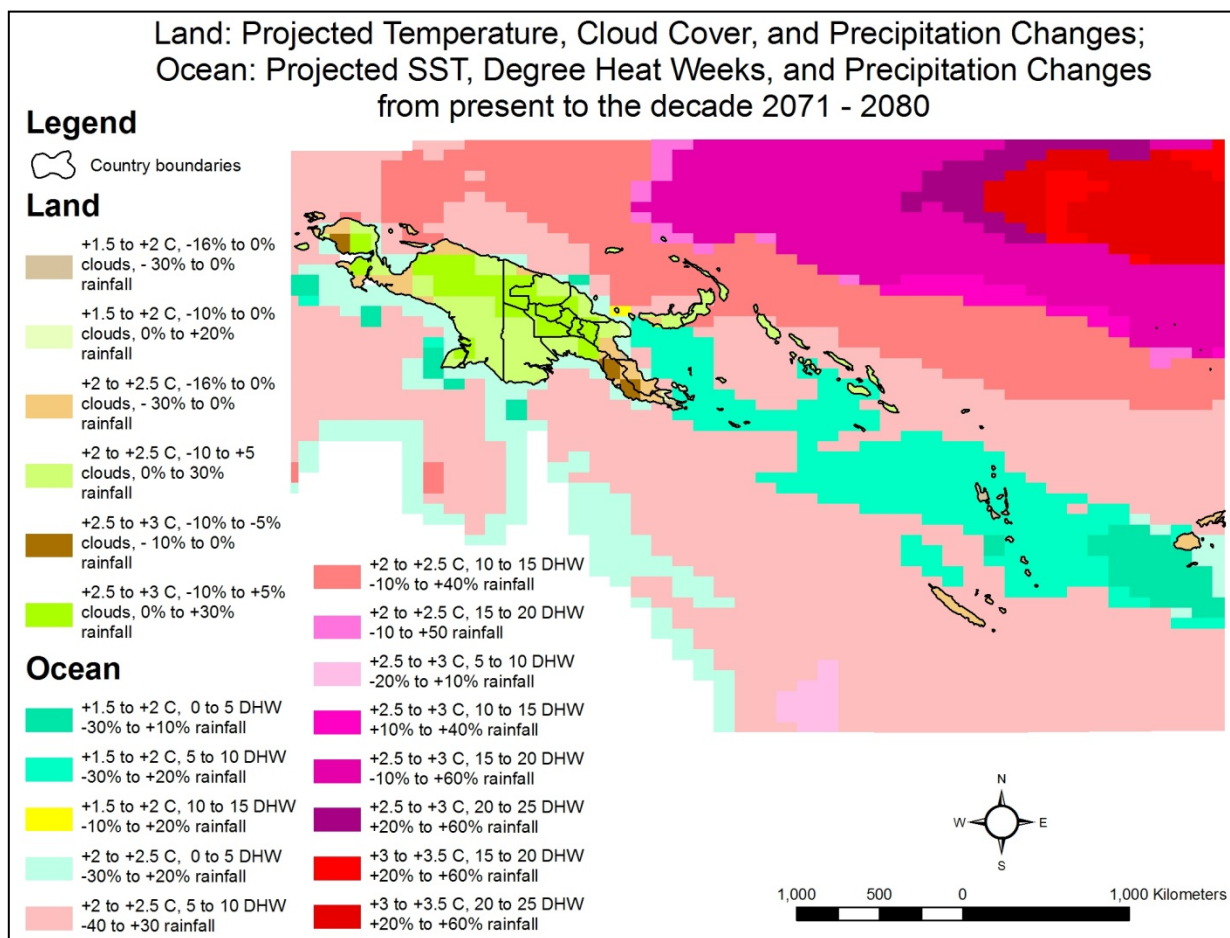 Land: Projected Temperature, Cloud Cover, and Precipitation Changes;
Ocean: Projected SST, Degree Heat Weeks, and Precipitation Changes
from present to the decade 2071 - 2080
Legend
Country boundaries
Land
+1.5 to +2 C, -16% to 0%
clouds, - 30% to 0%
rainfall
+1.5 to +2 C, -10% to 0%
clouds, 0% to +20%
rainfall
+2 to +2.5 C, -16% to 0%
clouds, - 30% to 0%
rainfall
+2 to +2.5 C, -10 to +5
clouds, 0% to 30%
rainfall
+2.5 to +3 C, -10% to -5%
clouds, - 10% to 0%
rainfall
+2.5 to +3 C, -10% to +5%
clouds, 0% to +30%
rainfall
Ocean
+1.5 to +2 C,  0 to 5 DHW
-30% to +10% rainfall
+1.5 to +2 C, 5 to 10 DHW
-30% to +20% rainfall
+1.5 to +2 C, 10 to 15 DHW
-10% to +20% rainfall
+2 to +2.5 C,  0 to 5 DHW
-30% to +20% rainfall
+2 to +2.5 C, 5 to 10 DHW
-40 to +30 rainfall
+2 to +2.5 C, 10 to 15 DHW
-10% to +40% rainfall
+2 to +2.5 C, 15 to 20 DHW
-10 to +50 rainfall
+2.5 to +3 C, 5 to 10 DHW
-20% to +10% rainfall
+2.5 to +3 C, 10 to 15 DHW
+10% to +40% rainfall
+2.5 to +3 C, 15 to 20 DHW
-10% to +60% rainfall
+2.5 to +3 C, 20 to 25 DHW
+20% to +60% rainfall
+3 to +3.5 C, 15 to 20 DHW
+20% to +60% rainfall
+3 to +3.5 C, 20 to 25 DHW
+20% to +60% rainfall
N
W E
S
1,000 500 0 1,000 Kilometers